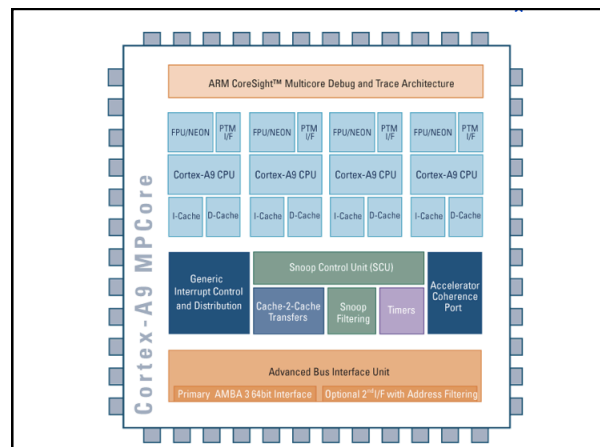 Cortex-A9 MPCore
ARM CoreSight™ Multicore Debug and Trace Architecture
FPU/NEON
PTM
I/F
FPU/NEON
PTM
I/F
FPU/NEON
PTM
I/F
FPU/NEON
PTM
I/F
Cortex-A9 CPU
Cortex-A9 CPU
Cortex-A9 CPU
Cortex-A9 CPU
I-Cache
D-Cache
I-Cache
D-Cache
I-Cache
D-Cache
I-Cache
D-Cache
Generic
Interrupt Control
and Distribution
Snoop Control Unit (SCU)
Cache-2-Cache
Transfers
Snoop
Filtering
Timers
Accelerator
Coherence
Port
Advanced Bus Interface Unit
Primary AMBA 3 64bit Interface
Optional 2nd I/F with Address Filtering